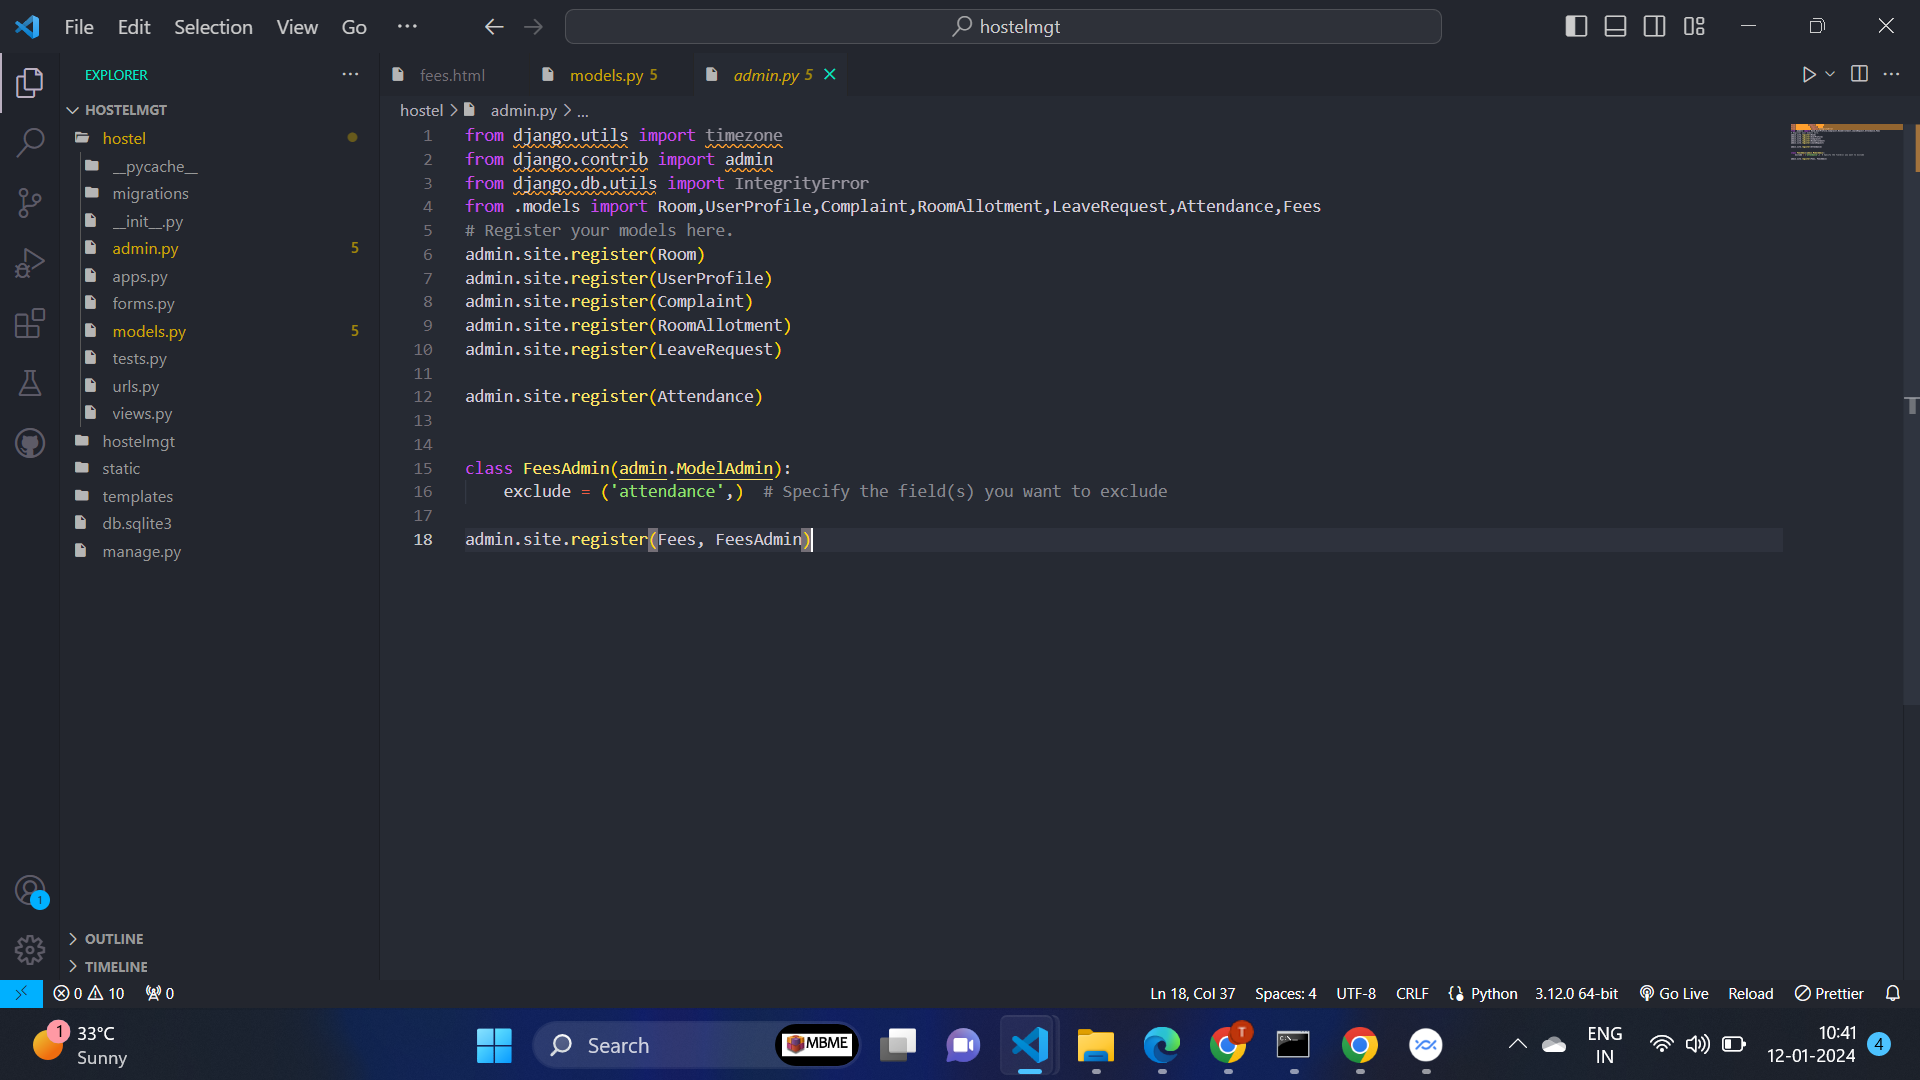 File Edit Selection View Go ···
hostelmgt
EXPLORER ···
HOSTELMGT
hostel
__pycache__
migrations
__init__.py
admin.py 5
apps.py
forms.py
models.py 5
tests.py
urls.py
views.py
hostelmgt
static
templates
db.sqlite3
manage.py
OUTLINE
TIMELINE
fees.html models.py 5 admin.py 5
hostel > admin.py > ...
1 from django.utils import timezone
2 from django.contrib import admin
3 from django.db.utils import IntegrityError
4 from .models import Room,UserProfile,Complaint,RoomAllotment,LeaveRequest,Attendance,Fees
5 # Register your models here.
6 admin.site.register(Room)
7 admin.site.register(UserProfile)
8 admin.site.register(Complaint)
9 admin.site.register(RoomAllotment)
10 admin.site.register(LeaveRequest)
11
12 admin.site.register(Attendance)
13
14
15 class FeesAdmin(admin.ModelAdmin):
16 exclude = ('attendance',)  # Specify the field(s) you want to exclude
17
18 admin.site.register(Fees, FeesAdmin)
1
0 10 0 Ln 18, Col 37 Spaces: 4 UTF-8 CRLF Python 3.12.0 64-bit Go Live Reload Prettier
1 33°C
Sunny
Search MBME
T
ENG
IN
10:41
12-01-2024
4